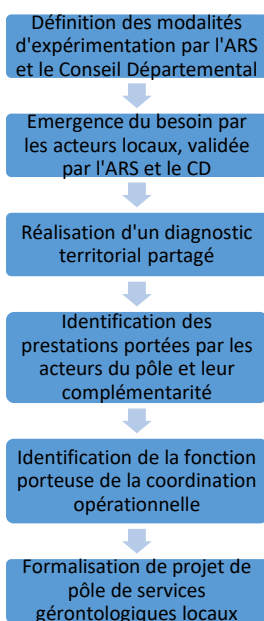 Définition des modalités
d'expérimentation par l'ARS
et le Conseil Départemental
Emergence du besoin par
les acteurs locaux, validée
par l'ARS et le CD
Réalisation d'un diagnostic
territorial partagé
Identification des
prestations portées par les
acteurs du pôle et leur
complémentarité
Identification de la fonction
porteuse de la coordination
opérationnelle
Formalisation de projet de
pôle de services
gérontologiques locaux